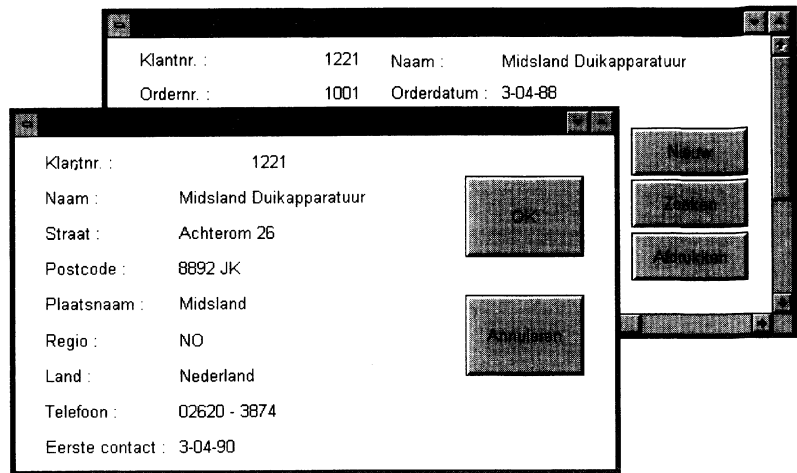 Klantnr. : 1221 Naam : Midsland Duikapparatuur
Ordernr. : 1001 Orderdatum : 3-04-88
Nieuw
Zoeken
Afdrukken
Klantnr. : 1221
Naam : Midsland Duikapparatuur
Straat : Achterom 26
Postcode : 8892 JK
Plaatsnaam : Midsland
Regio : NO
Land : Nederland
Telefoon : 02620 - 3874
Eerste contact : 3-04-90
OK
Annuleren